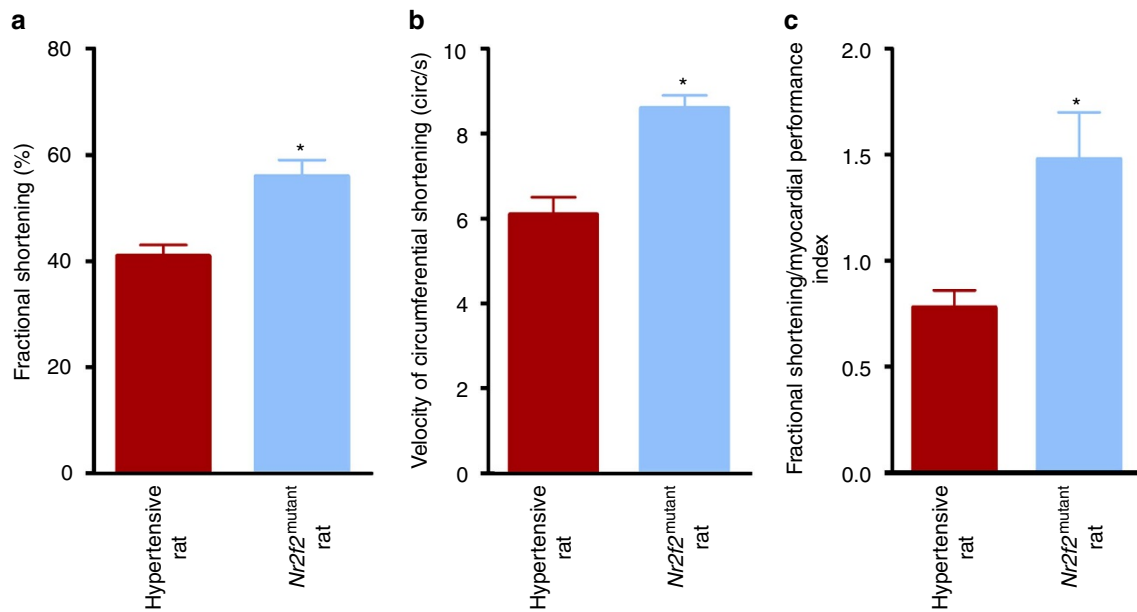 a
80
60
40
20
0
Fractional shortening (%)
*
Hypertensive
rat
Nr2f2mutant
rat
b
10
8
6
4
2
0
Velocity of circumferential shortening (circ/s)
*
Hypertensive
rat
Nr2f2mutant
rat
c
2.0
1.5
1.0
0.5
0.0
Fractional shortening/myocardial performance
index
*
Hypertensive
rat
Nr2f2mutant
rat